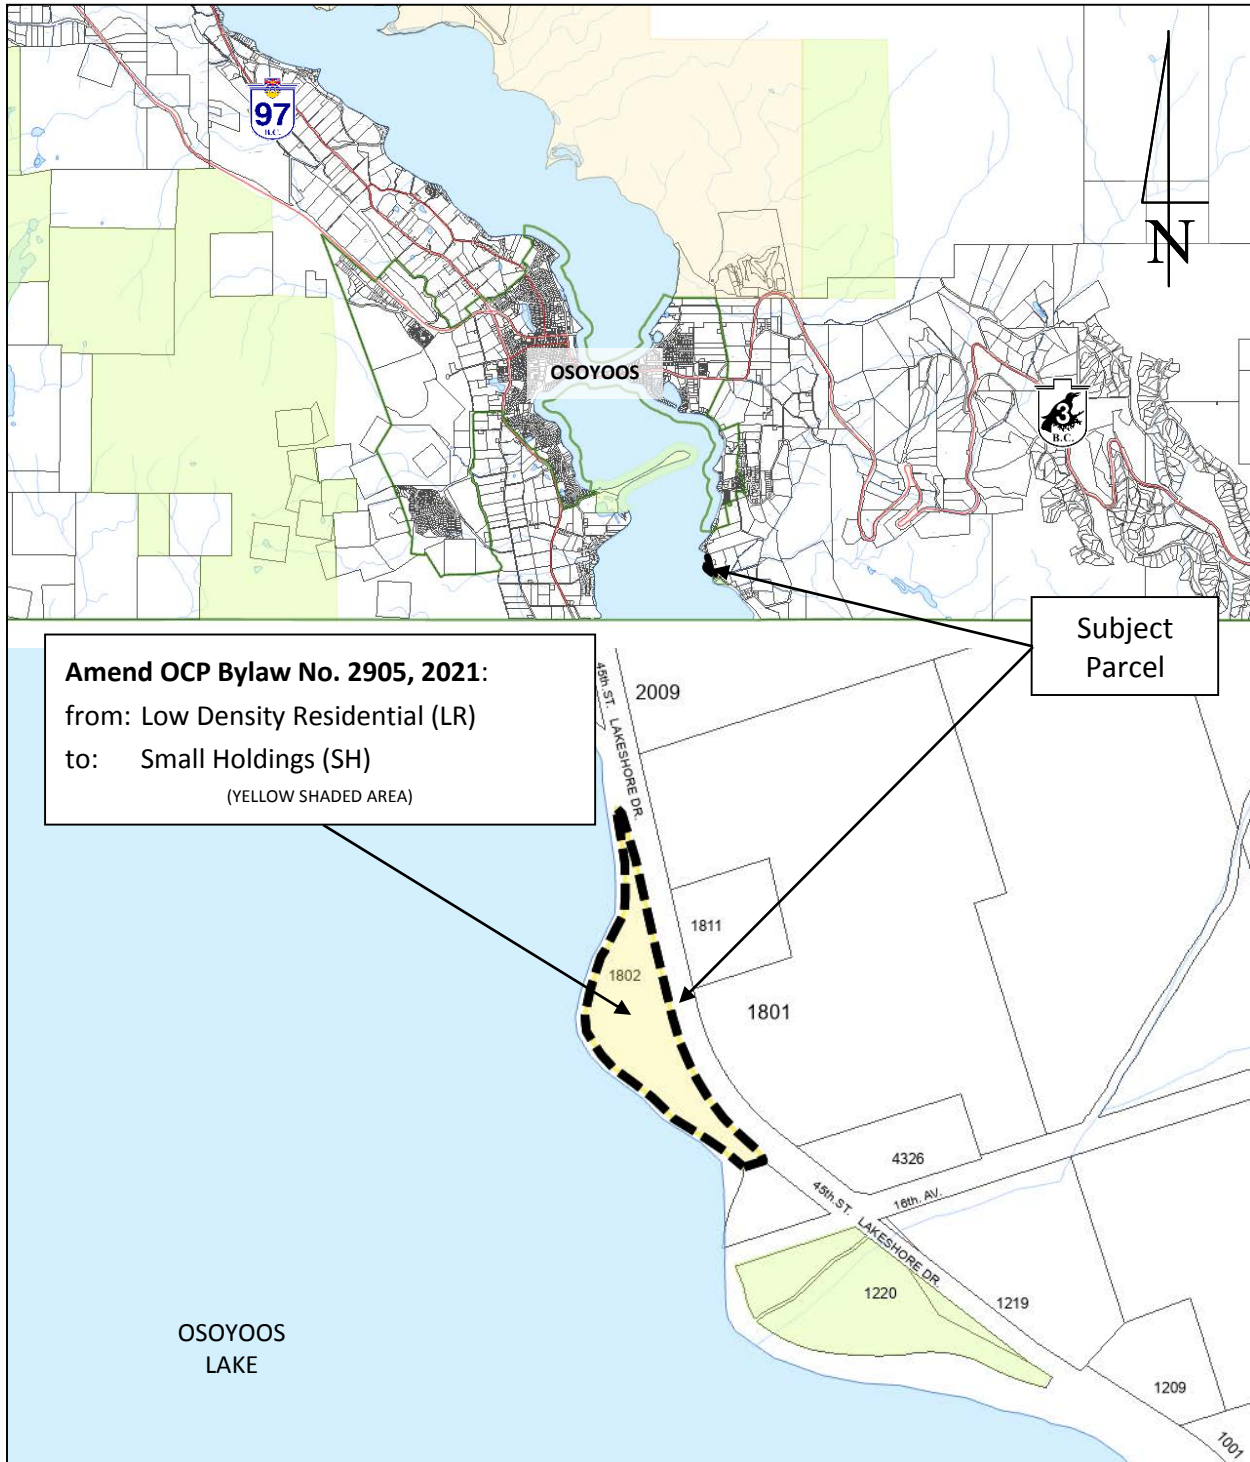 97
B.C.
N
OSOYOOS
3
B.C.
Subject
Parcel
Amend OCP Bylaw No. 2905, 2021:
from: Low Density Residential (LR)
to: Small Holdings (SH)
(YELLOW SHADED AREA)
45th.ST. LAKESHORE DR.
2009
1811
1802
1801
4326
16th. AV.
45th.ST. LAKESHORE DR.
1220
1219
OSOYOOS
LAKE
1209
1001